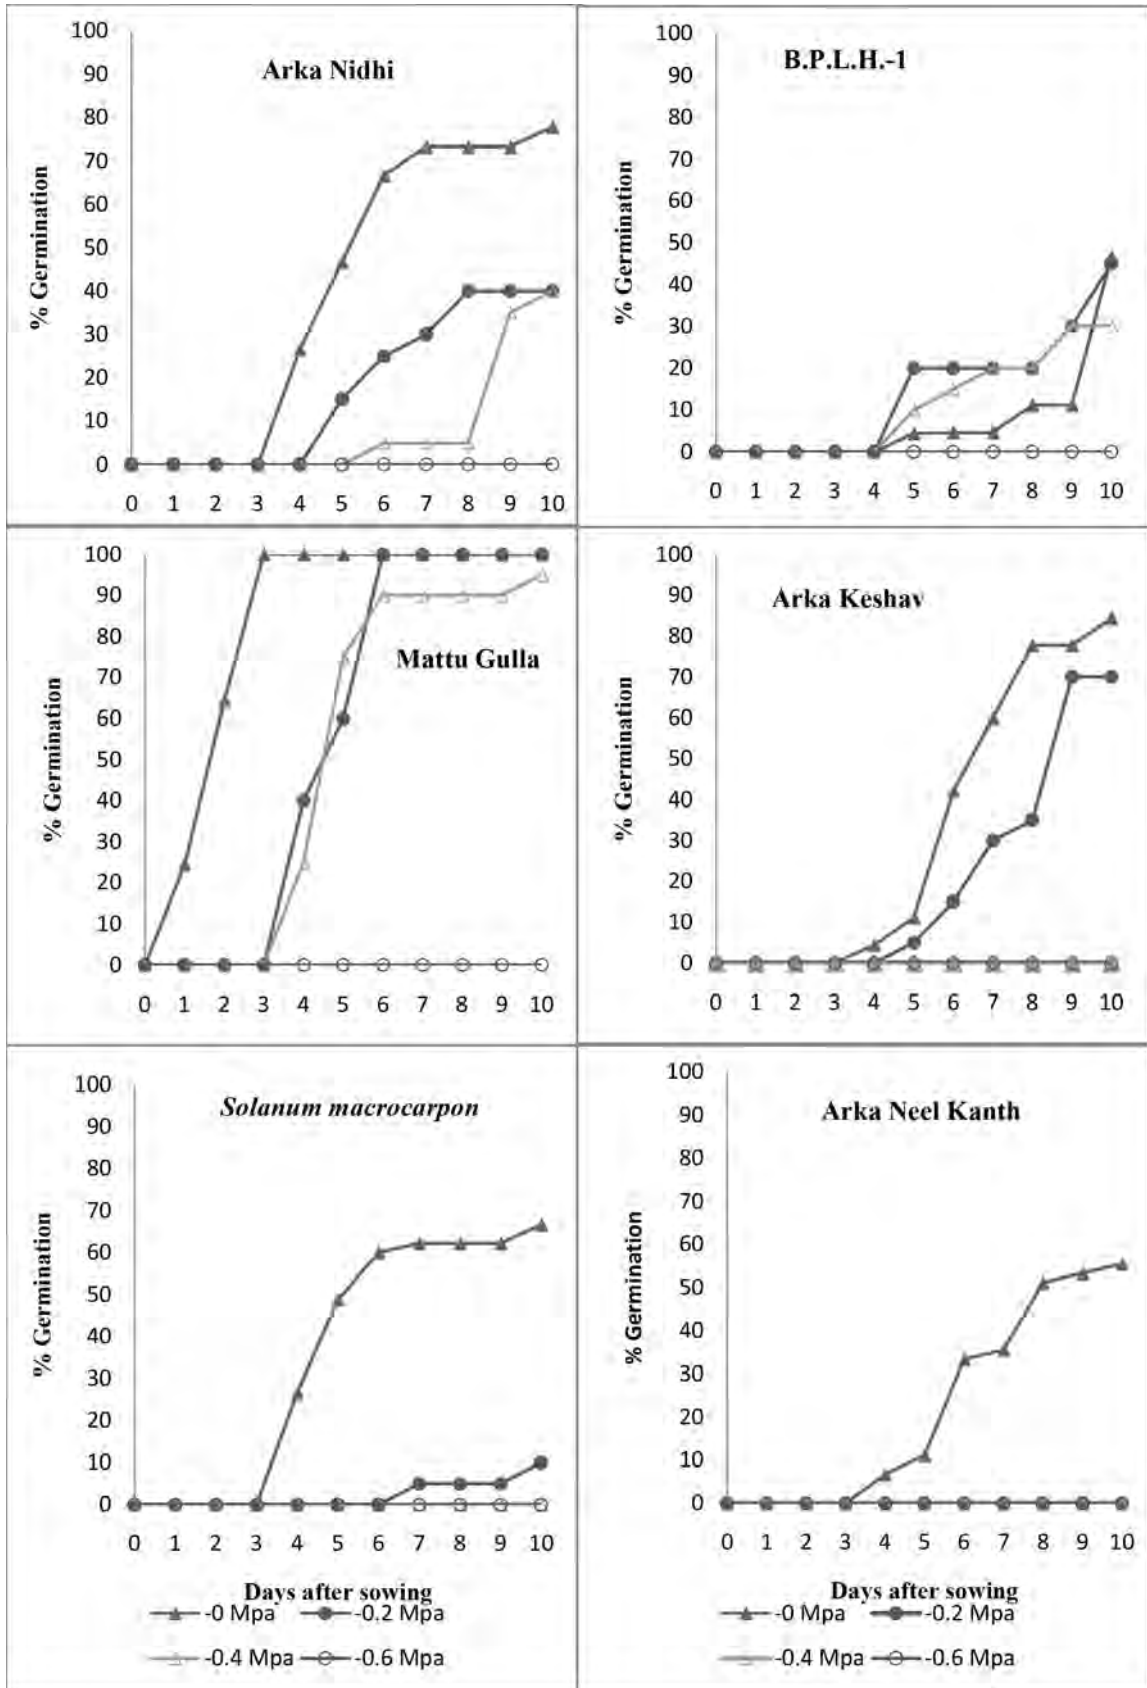 Arka Nidhi
% Germination
100
90
80
70
60
50
40
30
20
10
0
0 1 2 3 4 5 6 7 8 9 10
B.P.L.H.-1
% Germination
100
90
80
70
60
50
40
30
20
10
0
0 1 2 3 4 5 6 7 8 9 10
Mattu Gulla
% Germination
100
90
80
70
60
50
40
30
20
10
0
0 1 2 3 4 5 6 7 8 9 10
Arka Keshav
% Germination
100
90
80
70
60
50
40
30
20
10
0
0 1 2 3 4 5 6 7 8 9 10
Solanum macrocarpon
% Germination
100
90
80
70
60
50
40
30
20
10
0
0 1 2 3 4 5 6 7 8 9 10
Days after sowing
-0 Mpa -0.2 Mpa
-0.4 Mpa -0.6 Mpa
Arka Neel Kanth
% Germination
100
90
80
70
60
50
40
30
20
10
0
0 1 2 3 4 5 6 7 8 9 10
Days after sowing
-0 Mpa -0.2 Mpa
-0.4 Mpa -0.6 Mpa